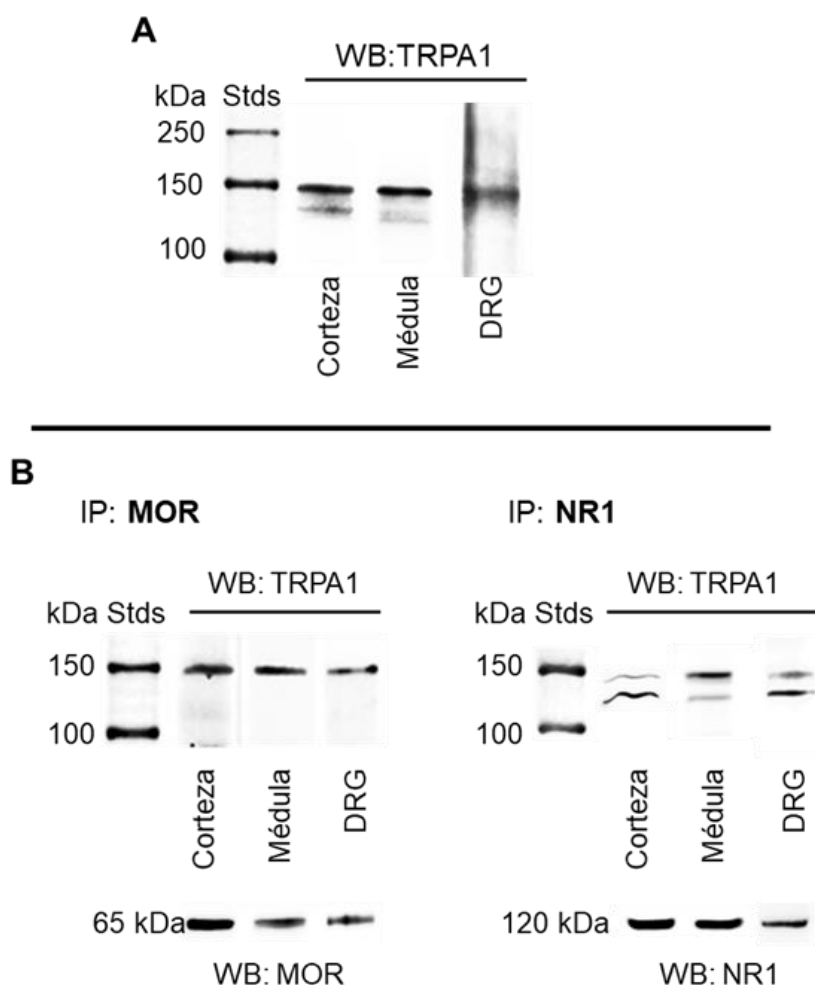 A
WB:TRPA1
kDa Stds
250
150
100
Corteza
Médula
DRG
B
IP: MOR
WB: TRPA1
kDa Stds
150
100
Corteza
Médula
DRG
65 kDa
WB: MOR
IP: NR1
WB: TRPA1
kDa Stds
150
100
Corteza
Médula
DRG
120 kDa
WB: NR1